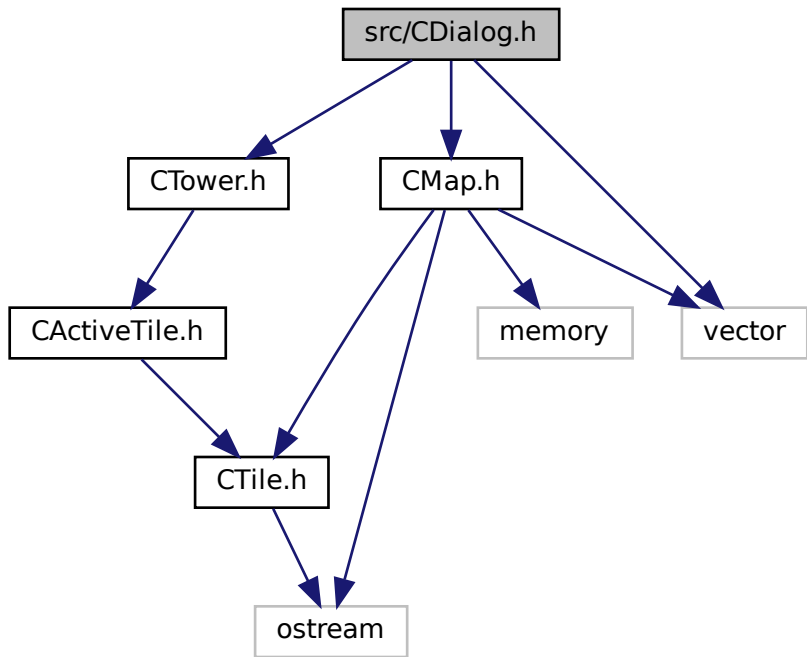 src/CDialog.h
CTower.h
CMap.h
CActiveTile.h
memory
vector
CTile.h
ostream